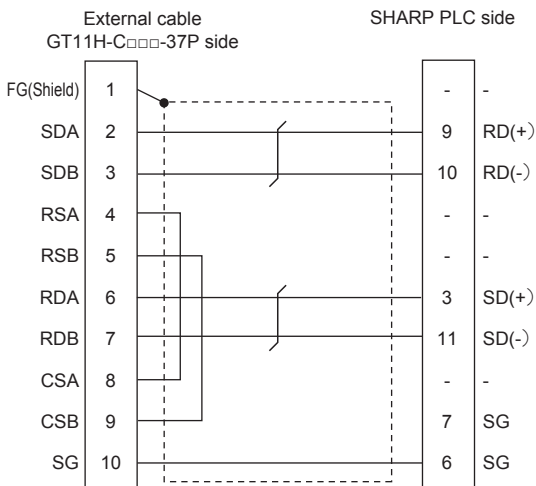 External cable
GT11H-C□□□-37P side
SHARP PLC side
FG(Shield) 1 - -
SDA 2 9 RD(+)
SDB 3 10 RD(-)
RSA 4 - -
RSB 5 - -
RDA 6 3 SD(+)
RDB 7 11 SD(-)
CSA 8 - -
CSB 9 7 SG
SG 10 6 SG